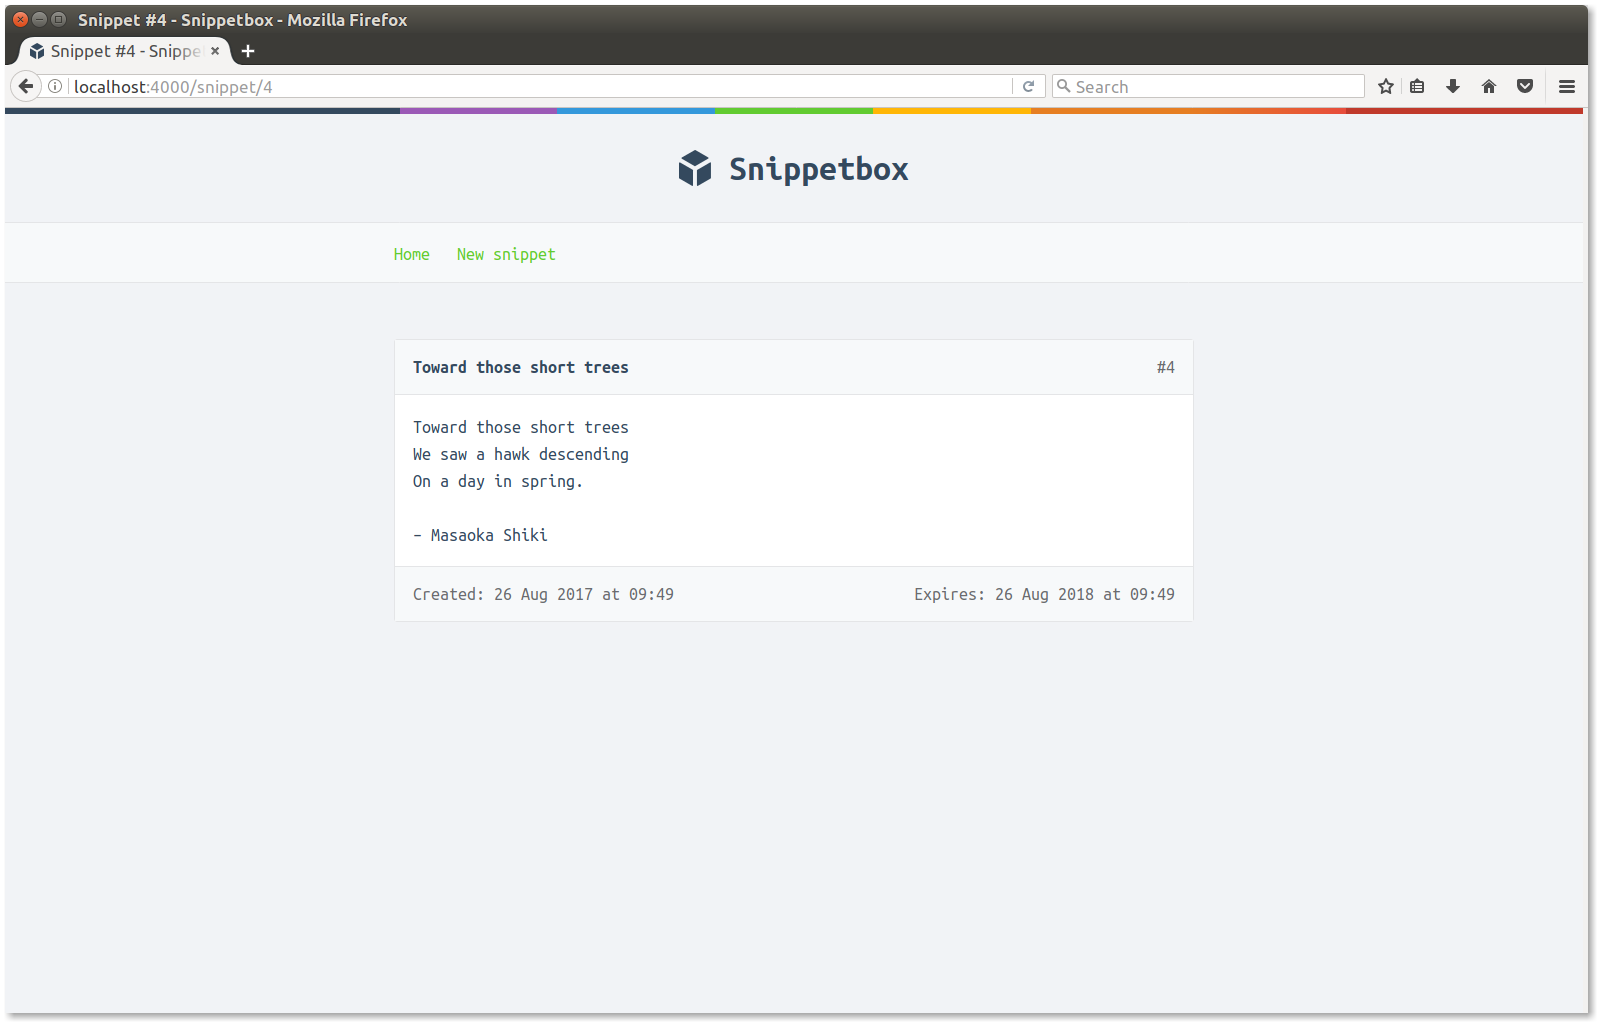 Snippet #4 - Snippetbox - Mozilla Firefox
Snippet #4 - Snippe
localhost:4000/snippet/4
Search
Snippetbox
Home New snippet
Toward those short trees #4
Toward those short trees
We saw a hawk descending
On a day in spring.
– Masaoka Shiki
Created: 26 Aug 2017 at 09:49 Expires: 26 Aug 2018 at 09:49